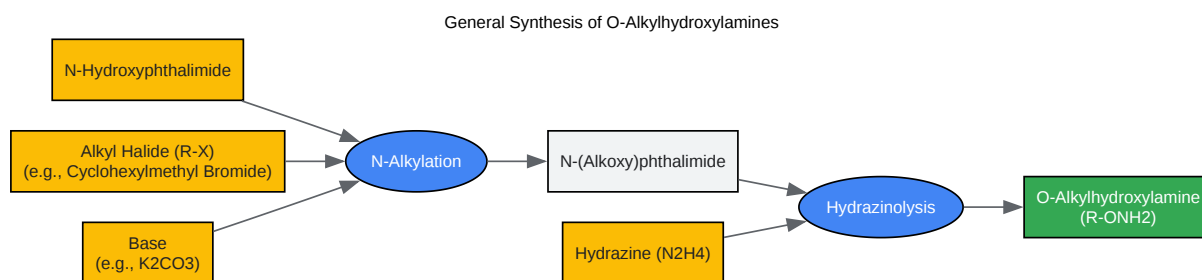 General Synthesis of O-Alkylhydroxylamines
N-Hydroxyphthalimide
Alkyl Halide (R-X)
(e.g., Cyclohexylmethyl Bromide)
Base
(e.g., K2CO3)
N-Alkylation
N-(Alkoxy)phthalimide
Hydrazine (N2H4)
Hydrazinolysis
O-Alkylhydroxylamine
(R-ONH2)